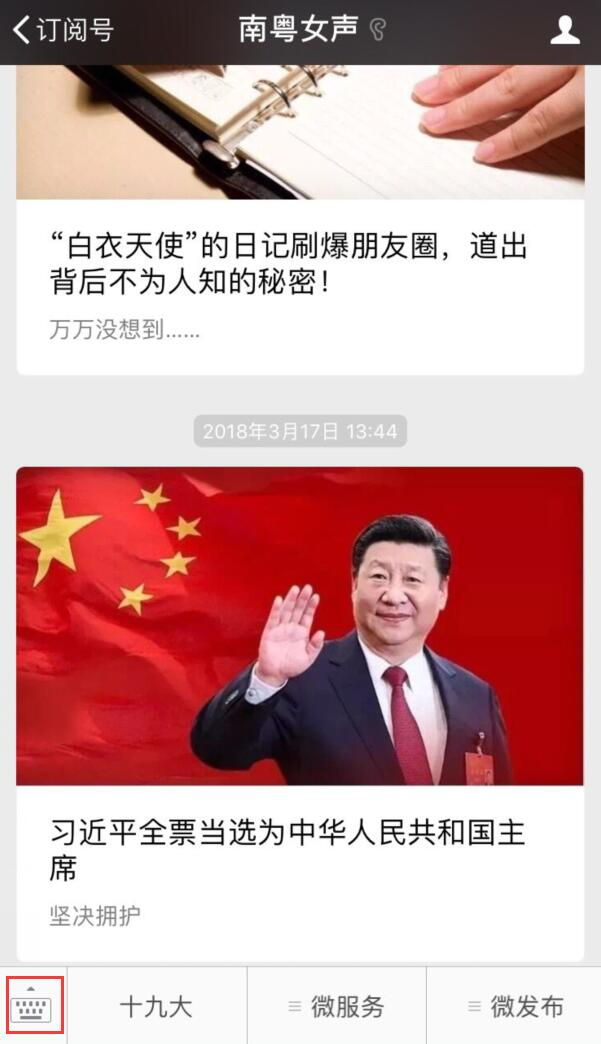 订阅号
南粤女声
“白衣天使”的日记刷爆朋友圈，道出
背后不为人知的秘密！
万万没想到……
2018年3月17日 13:44
习近平全票当选为中华人民共和国主
席
坚决拥护
十九大
微服务
微发布